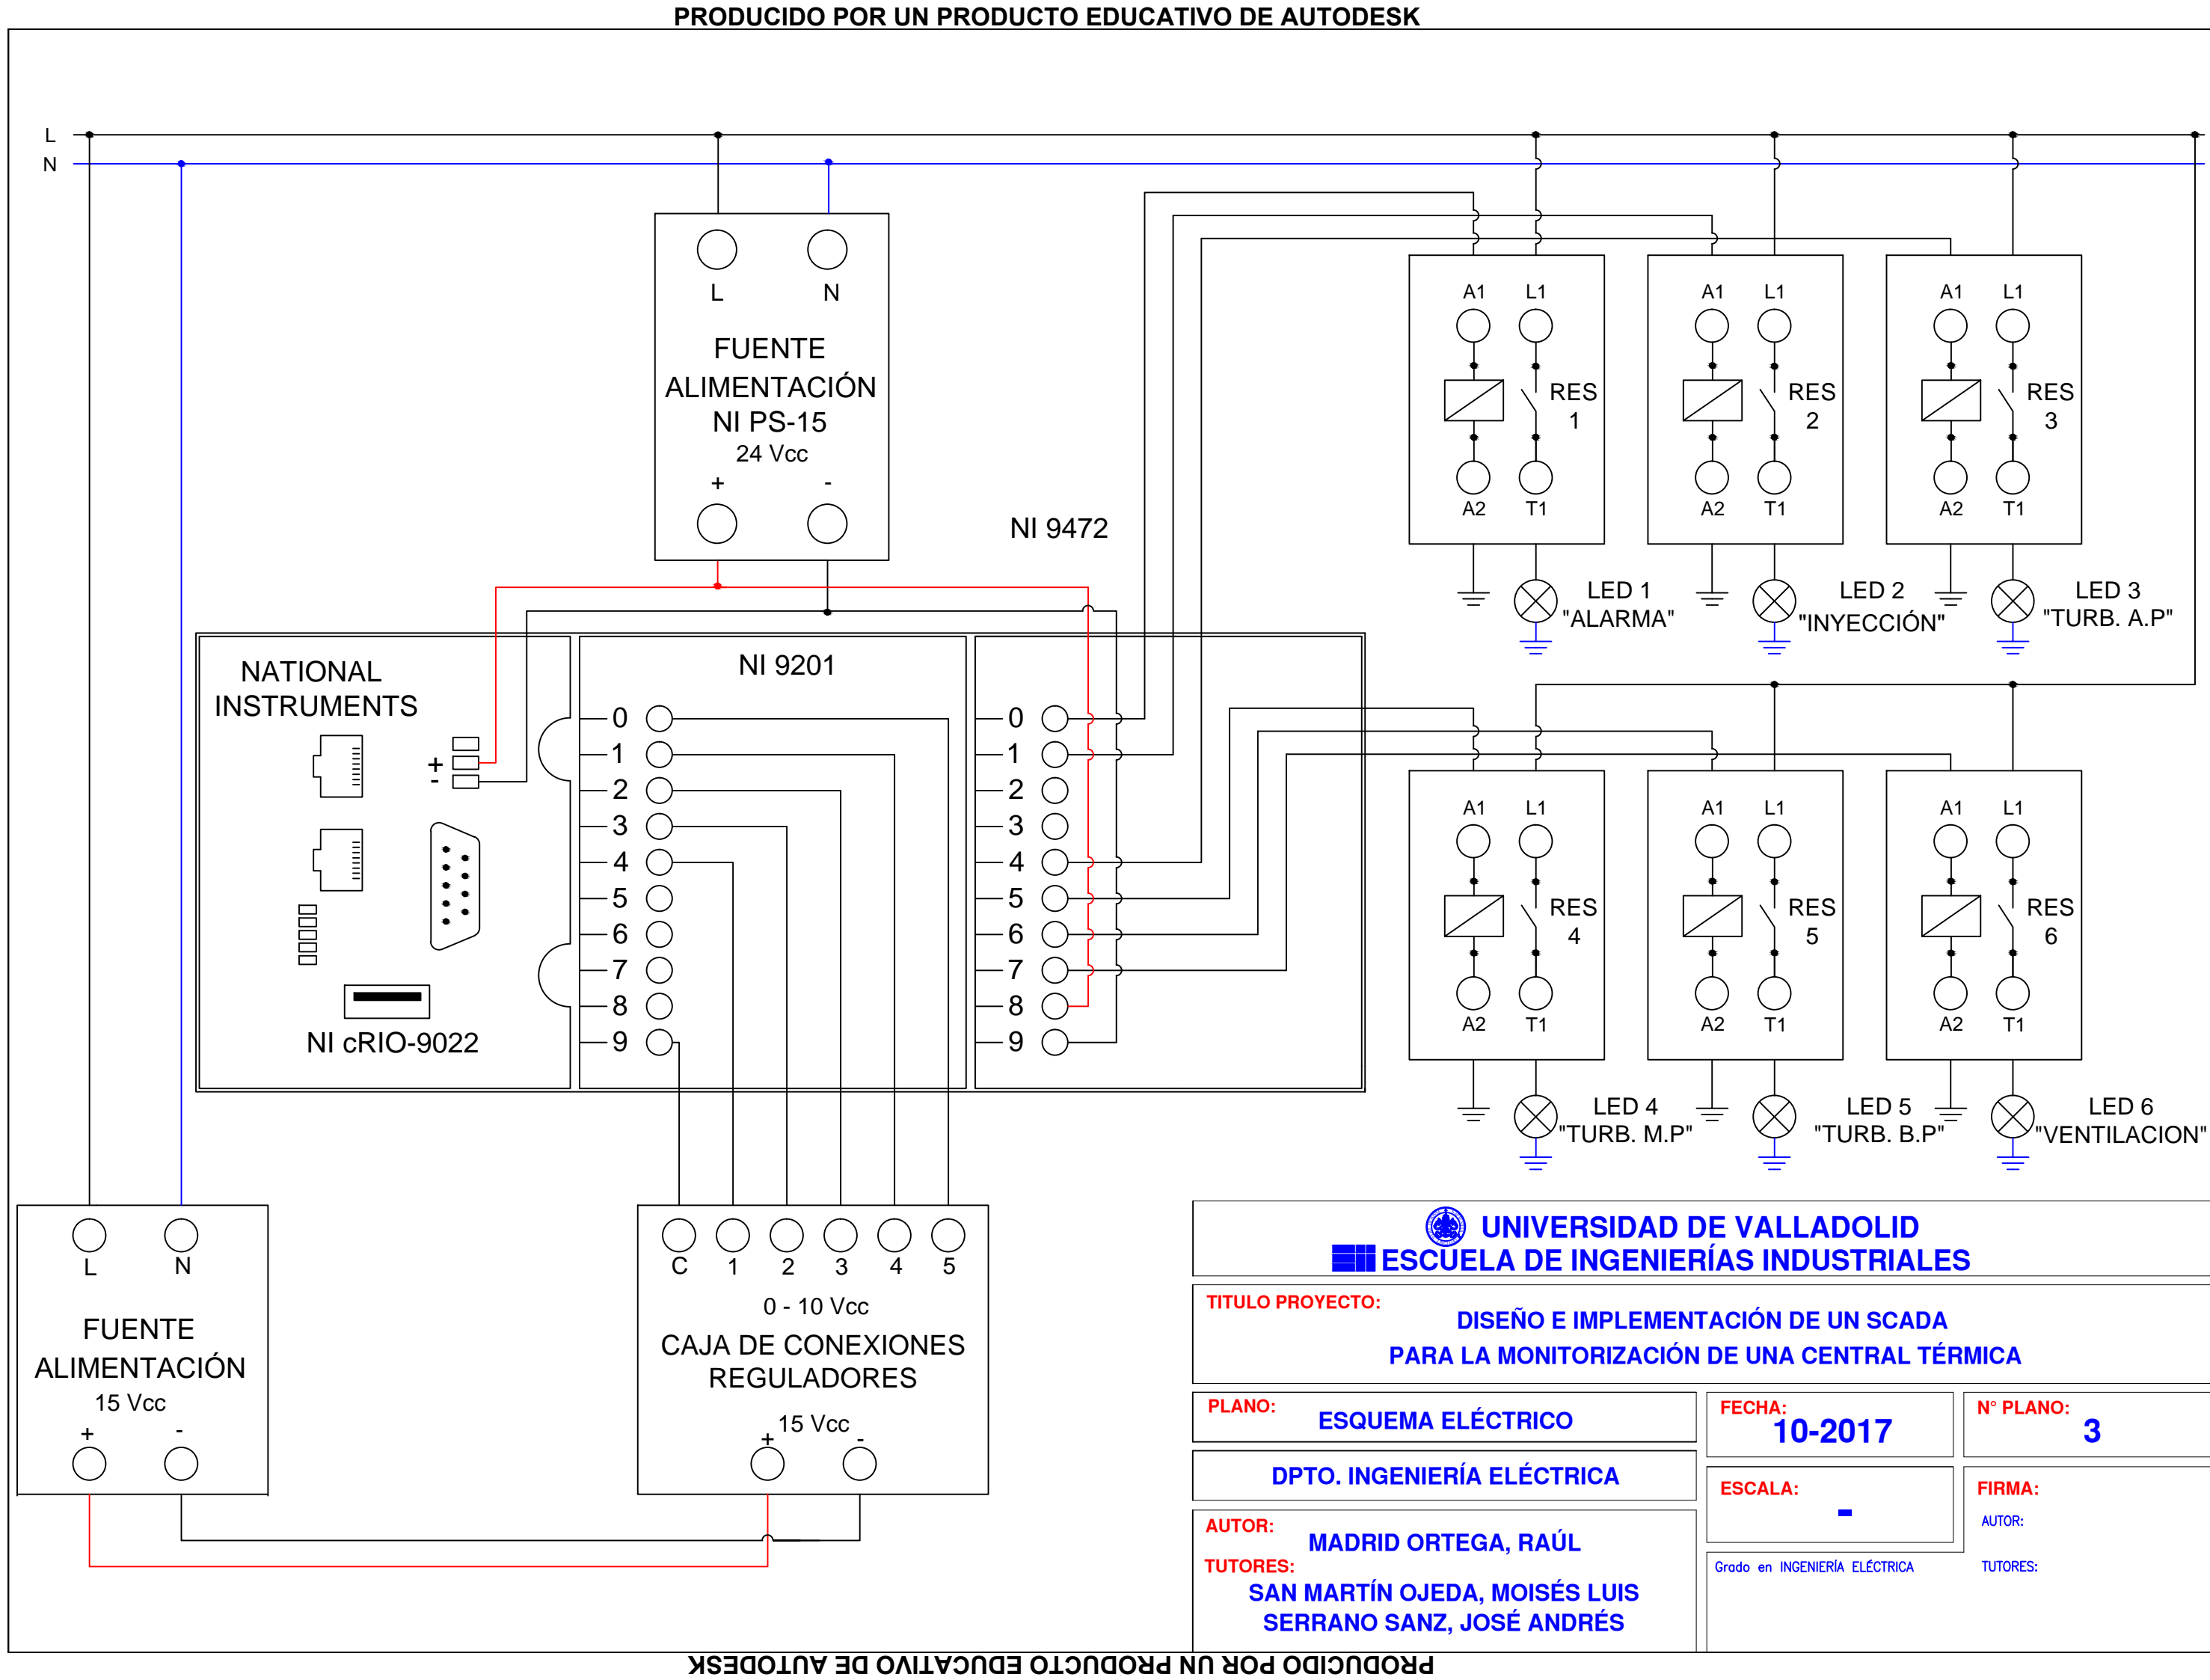 PRODUCIDO POR UN PRODUCTO EDUCATIVO DE AUTODESK
L
N
L N
FUENTE
ALIMENTACIÓN
NI PS-15
24 Vcc
+ -
NI 9472
A1 L1
RES
1
A2 T1
LED 1
"ALARMA"
A1 L1
RES
2
A2 T1
LED 2
"INYECCIÓN"
A1 L1
RES
3
A2 T1
LED 3
"TURB. A.P"
NATIONAL
INSTRUMENTS
+
-
NI cRIO-9022
NI 9201
0
1
2
3
4
5
6
7
8
9
0
1
2
3
4
5
6
7
8
9
A1 L1
RES
4
A2 T1
LED 4
"TURB. M.P"
A1 L1
RES
5
A2 T1
LED 5
"TURB. B.P"
A1 L1
RES
6
A2 T1
LED 6
"VENTILACION"
L N
FUENTE
ALIMENTACIÓN
15 Vcc
+ -
C 1 2 3 4 5
0 - 10 Vcc
CAJA DE CONEXIONES
REGULADORES
15 Vcc
+ -
UNIVERSIDAD DE VALLADOLID
ESCUELA DE INGENIERÍAS INDUSTRIALES
TITULO PROYECTO:
DISEÑO E IMPLEMENTACIÓN DE UN SCADA
PARA LA MONITORIZACIÓN DE UNA CENTRAL TÉRMICA
PLANO:
ESQUEMA ELÉCTRICO
FECHA:
10-2017
N° PLANO:
3
DPTO. INGENIERÍA ELÉCTRICA
ESCALA:
-
FIRMA:
AUTOR:
TUTORES:
AUTOR:
MADRID ORTEGA, RAÚL
TUTORES:
SAN MARTÍN OJEDA, MOISÉS LUIS
SERRANO SANZ, JOSÉ ANDRÉS
Grado en INGENIERÍA ELÉCTRICA
PRODUCIDO POR UN PRODUCTO EDUCATIVO DE AUTODESK